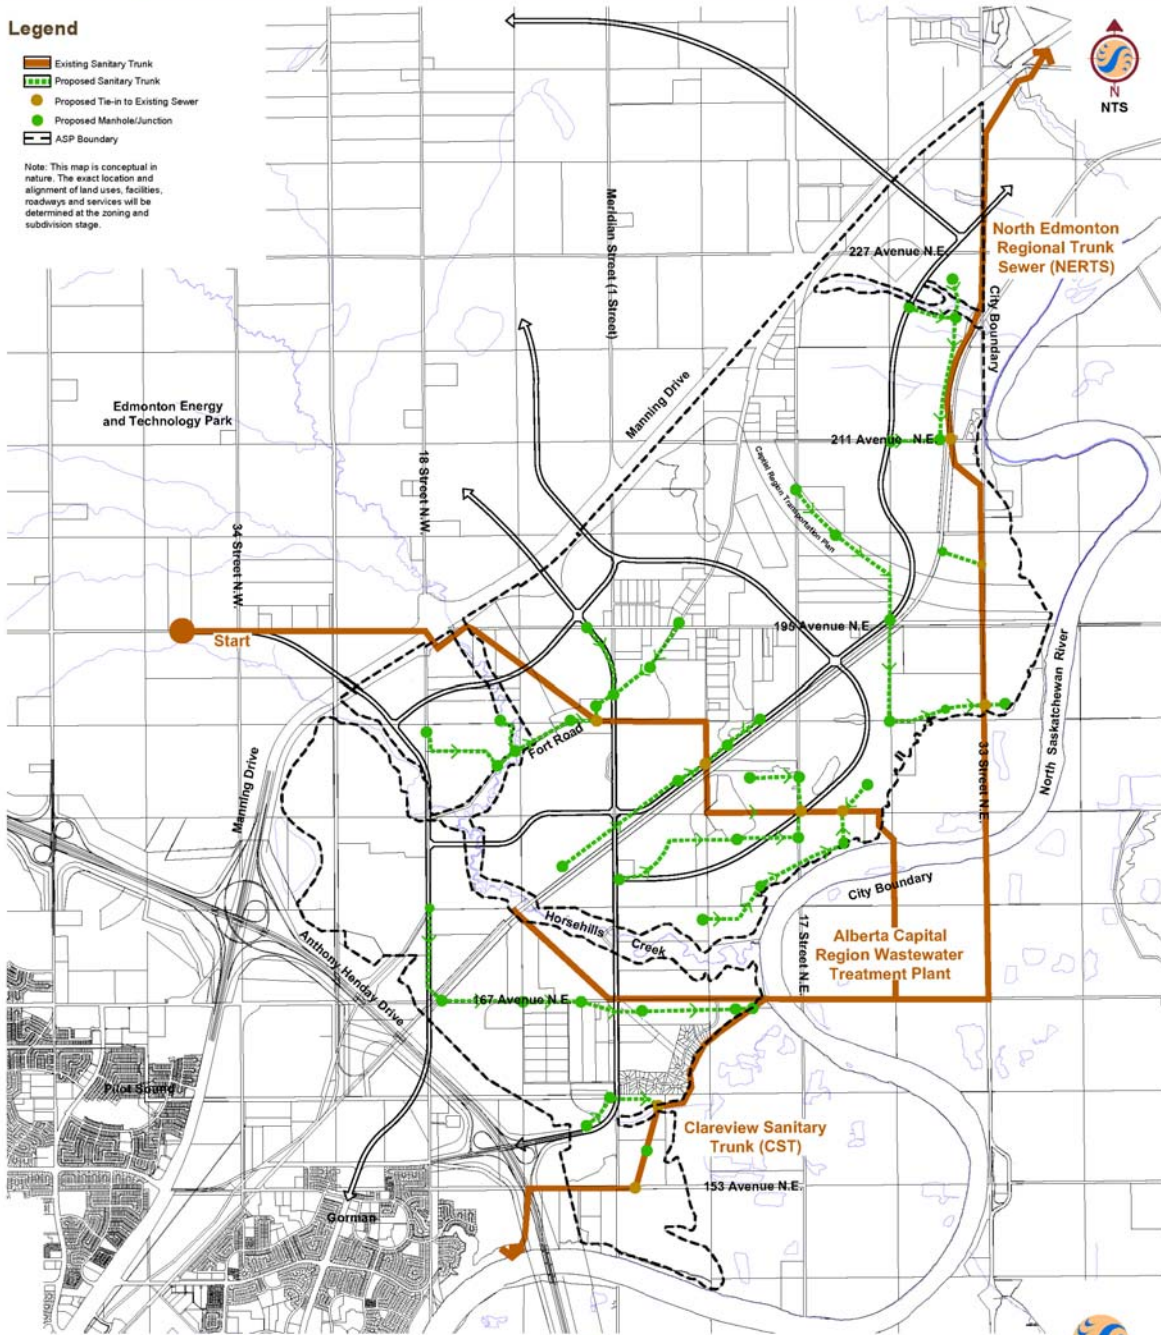 Legend
Existing Sanitary Trunk
Proposed Sanitary Trunk
Proposed Tie-in to Existing Sewer
Proposed Manhole/Junction
ASP Boundary
Note: This map is conceptual in
nature. The exact location and
alignment of land uses, facilities,
roadways and services will be
determined at the zoning and
subdivision stage.
N
NTS
Meridian Street (1 Street)
North Edmonton
Regional Trunk
Sewer (NERTS)
227 Avenue N.E.
City Boundary
Manning Drive
Edmonton Energy
and Technology Park
211 Avenue N.E.
18 Street N.W.
Capital Region Transportation Plan
34 Street N.W.
Start
195 Avenue N.E.
North Saskatchewan River
Fort Road
33 Street N.E.
Manning Drive
City Boundary
Horsehills Creek
17 Street N.E.
Alberta Capital
Region Wastewater
Treatment Plant
Anthony Henday Drive
167 Avenue N.E.
Pilot Sound
Clareview Sanitary
Trunk (CST)
153 Avenue N.E.
Gorman